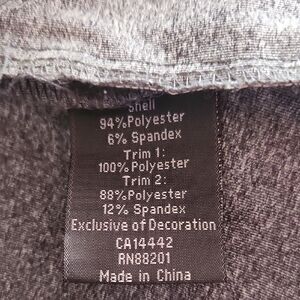 Shell
94%Polyester
6% Spandex
Trim 1:
100% Polyester
Trim 2:
88%Polyester
12% Spandex
Exclusive of Decoration
CA14442
RN88201
Made in China